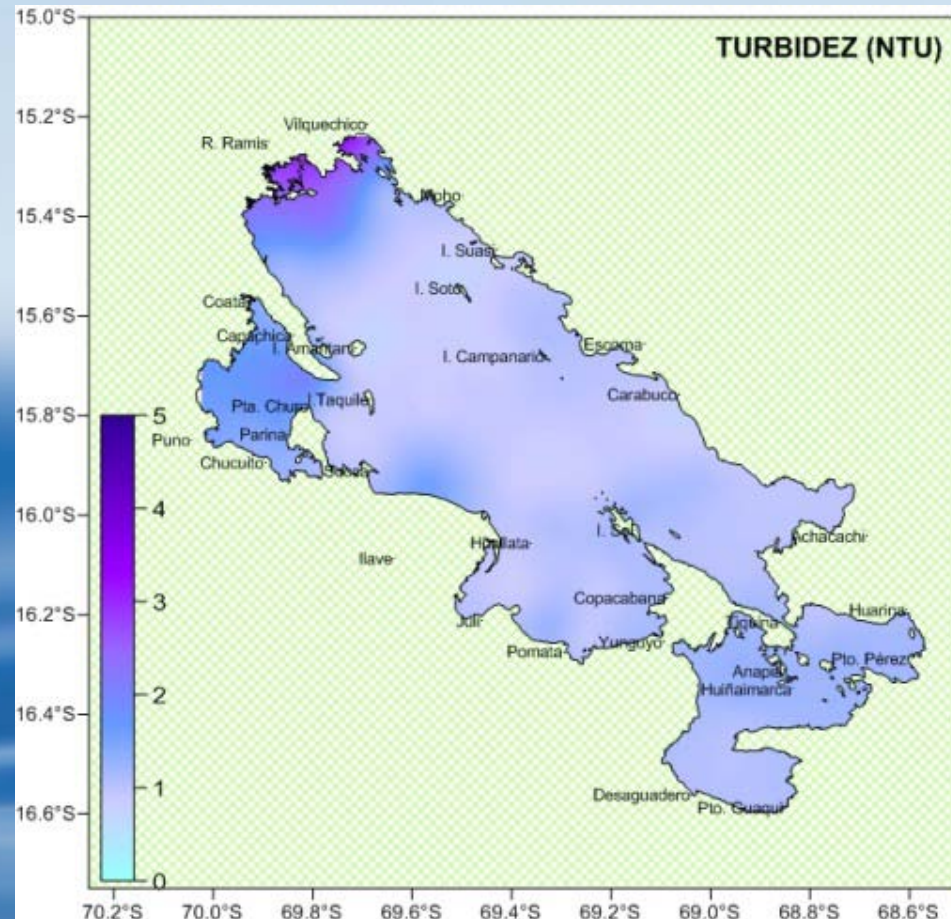 15.0°S
TURBIDEZ (NTU)
15.2°S
Vilquechico
R. Ramis
15.4°S
Moho
I. Suasi
I. Soto
15.6°S
Coata
Capachica
I. Amantani
Escoma
I. Campanario
15.8°S
Carabuco
I Taquile
Pta. Churo
5
Puno
Parina
Chucuito
4
16.0°S
I. Sol
Achacachi
Huallata
Ilave
3
16.2°S
Copacabana
Huarina
Juli
Tiquina
Pomata
Yunguyo
Pto. Pérez
2
Anapia
Huiñaimarca
16.4°S
1
Desaguadero
16.6°S
Pto. Guaqui
0
70.2°S 70.0°S 69.8°S 69.6°S 69.4°S 69.2°S 69.0°S 68.8°S 68.6°S